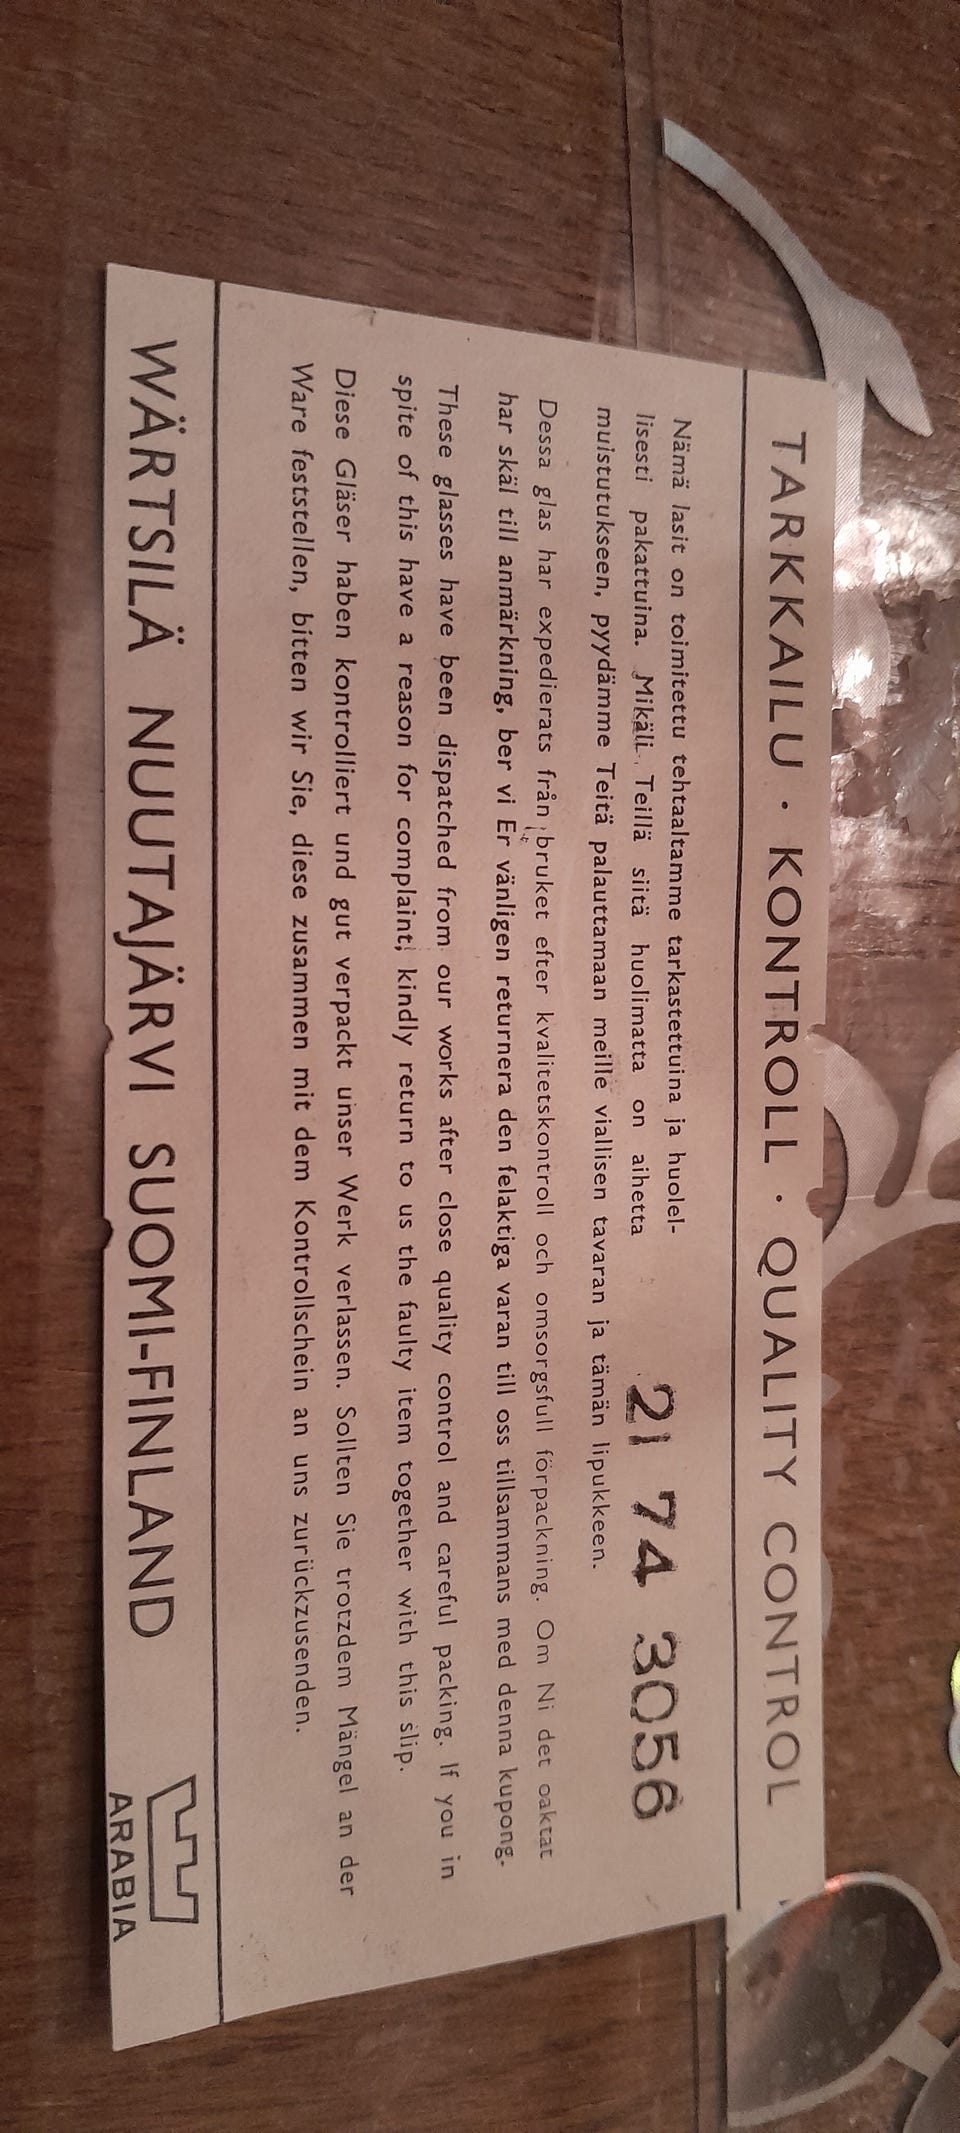 TARKKAILU · KONTROLL · QUALITY CONTROL
Nämä lasit on toimitettu tehtaaltamme tarkastettuina ja huolel-
lisesti pakattuina. Mikäli Teillä siitä huolimatta on aihetta
21 74 3056
muistutukseen, pyydämme Teitä palauttamaan meille viallisen tavaran ja tämän lipukkeen.
Dessa glas har expedierats från bruket efter kvalitetskontroll och omsorgsfull förpackning. Om Ni det oaktat
har skäl till anmärkning, ber vi Er vänligen returnera den felaktiga varan till oss tillsammans med denna kupong.
These glasses have been dispatched from our works after close quality control and careful packing. If you in
spite of this have a reason for complaint, kindly return to us the faulty item together with this slip.
Diese Gläser haben kontrolliert und gut verpackt unser Werk verlassen. Sollten Sie trotzdem Mängel an der
Ware feststellen, bitten wir Sie, diese zusammen mit dem Kontrollschein an uns zurückzusenden.
WÄRTSILÄ NUUTAJÄRVI SUOMI-FINLAND
ARABIA